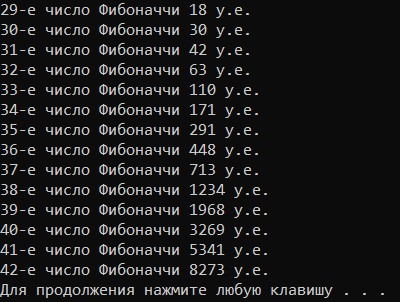 29-е число Фибоначчи 18 у.е.
30-е число Фибоначчи 30 у.е.
31-е число Фибоначчи 42 у.е.
32-е число Фибоначчи 63 у.е.
33-е число Фибоначчи 110 у.е.
34-е число Фибоначчи 171 у.е.
35-е число Фибоначчи 291 у.е.
36-е число Фибоначчи 448 у.е.
37-е число Фибоначчи 713 у.е.
38-е число Фибоначчи 1234 у.е.
39-е число Фибоначчи 1968 у.е.
40-е число Фибоначчи 3269 у.е.
41-е число Фибоначчи 5341 у.е.
42-е число Фибоначчи 8273 у.е.
Для продолжения нажмите любую клавишу . . .